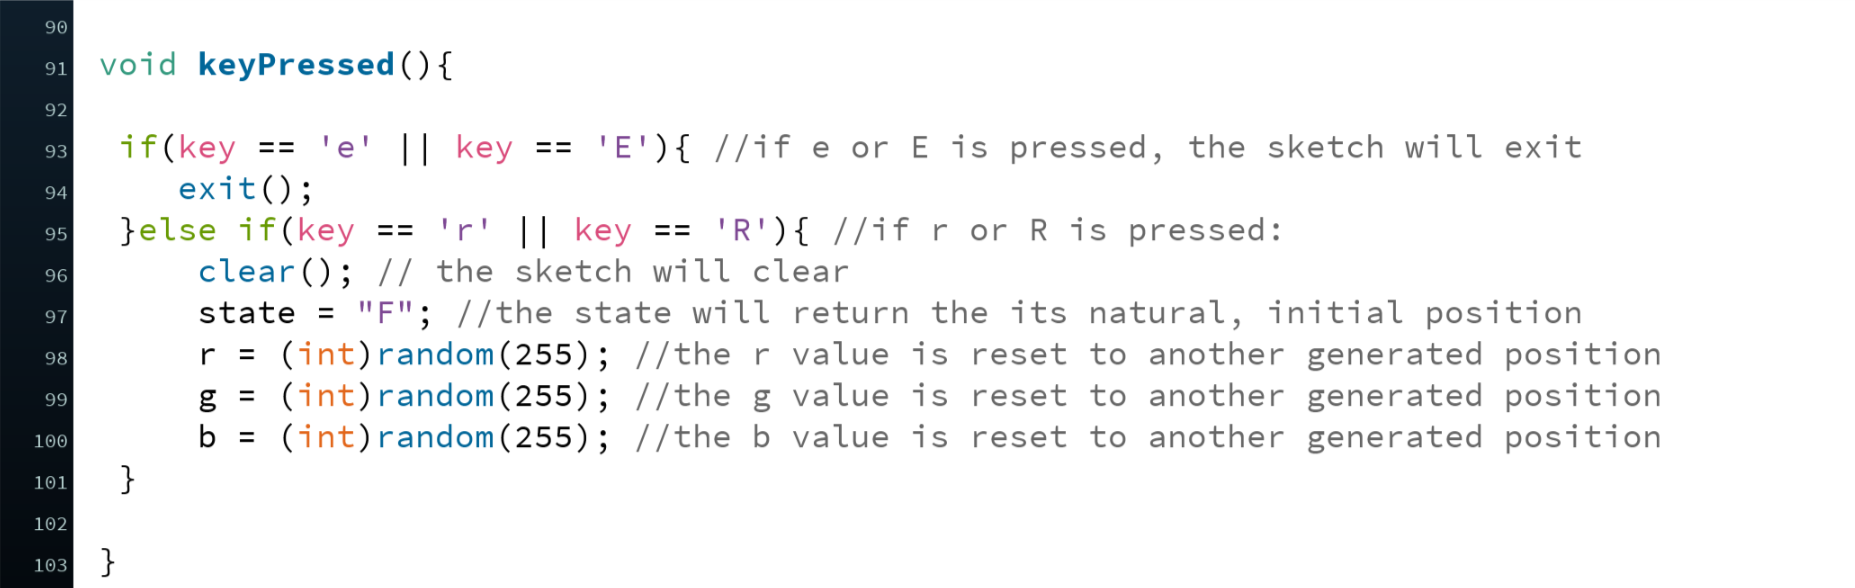 90
91 void keyPressed(){
92
93 if(key == 'e' || key == 'E'){ //if e or E is pressed, the sketch will exit
94 exit();
95 }else if(key == 'r' || key == 'R'){ //if r or R is pressed:
96 clear(); // the sketch will clear
97 state = "F"; //the state will return the its natural, initial position
98 r = (int)random(255); //the r value is reset to another generated position
99 g = (int)random(255); //the g value is reset to another generated position
100 b = (int)random(255); //the b value is reset to another generated position
101 }
102
103 }